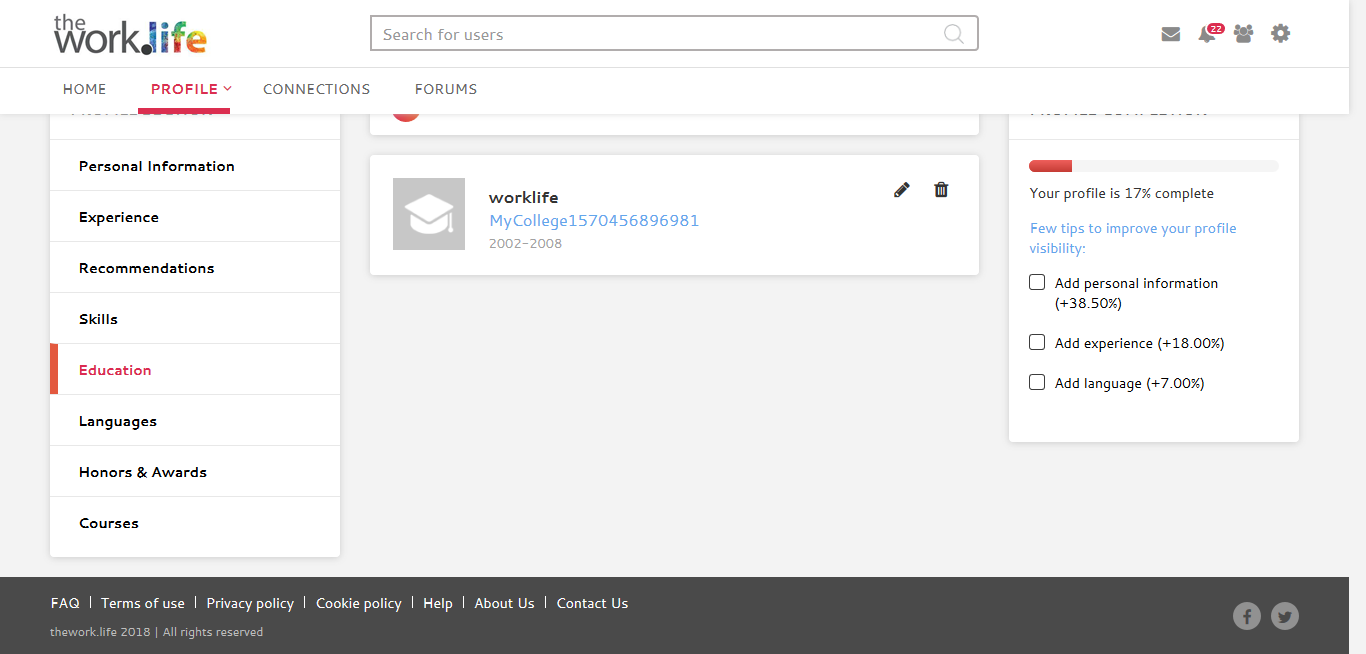 the
work.life
Search for users
22
HOME
PROFILE
CONNECTIONS
FORUMS
Personal Information
Experience
Recommendations
Skills
Education
Languages
Honors & Awards
Courses
worklife
MyCollege1570456896981
2002-2008
Your profile is 17% complete
Few tips to improve your profile
visibility:
Add personal information
(+38.50%)
Add experience (+18.00%)
Add language (+7.00%)
FAQ | Terms of use | Privacy policy | Cookie policy | Help | About Us | Contact Us
thework.life 2018 | All rights reserved